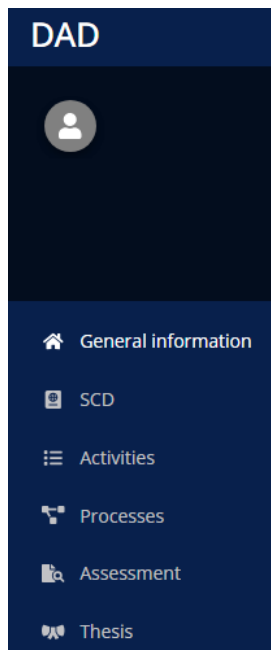 DAD
General information
SCD
Activities
Processes
Assessment
Thesis